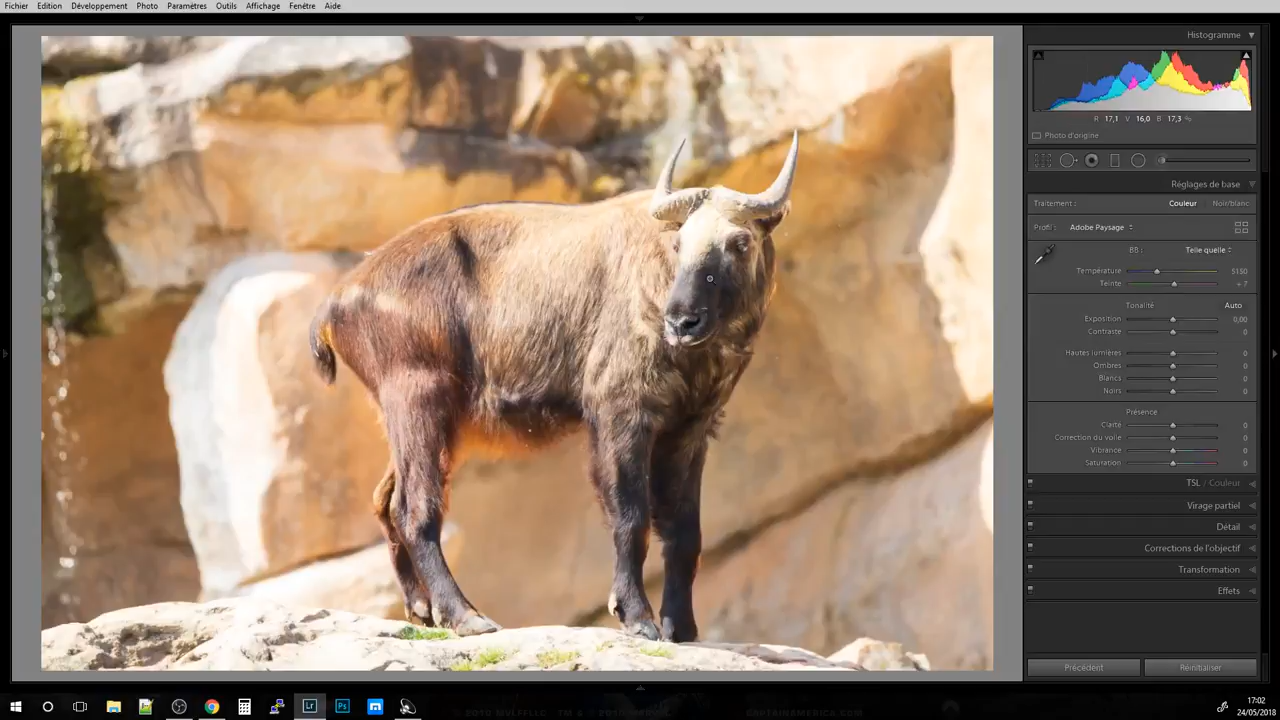 Fichier Edition Développement Photo Paramètres Outils Affichage Fenêtre Aide
Histogramme
R 17,1 V 16,0 B 17,3 %
Photo d'origine
Réglages de base
Traitement : Couleur Noir/blanc
Profil : Adobe Paysage
BB : Telle quelle
Température 5150
Teinte + 7
Tonalité Auto
Exposition 0,00
Contraste 0
Hautes lumières 0
Ombres 0
Blancs 0
Noirs 0
Présence
Clarté 0
Correction du voile 0
Vibrance 0
Saturation 0
TSL / Couleur
Virage partiel
Détail
Corrections de l'objectif
Transformation
Effets
Précédent Réinitialiser
Lr Ps
17:02
24/05/2018